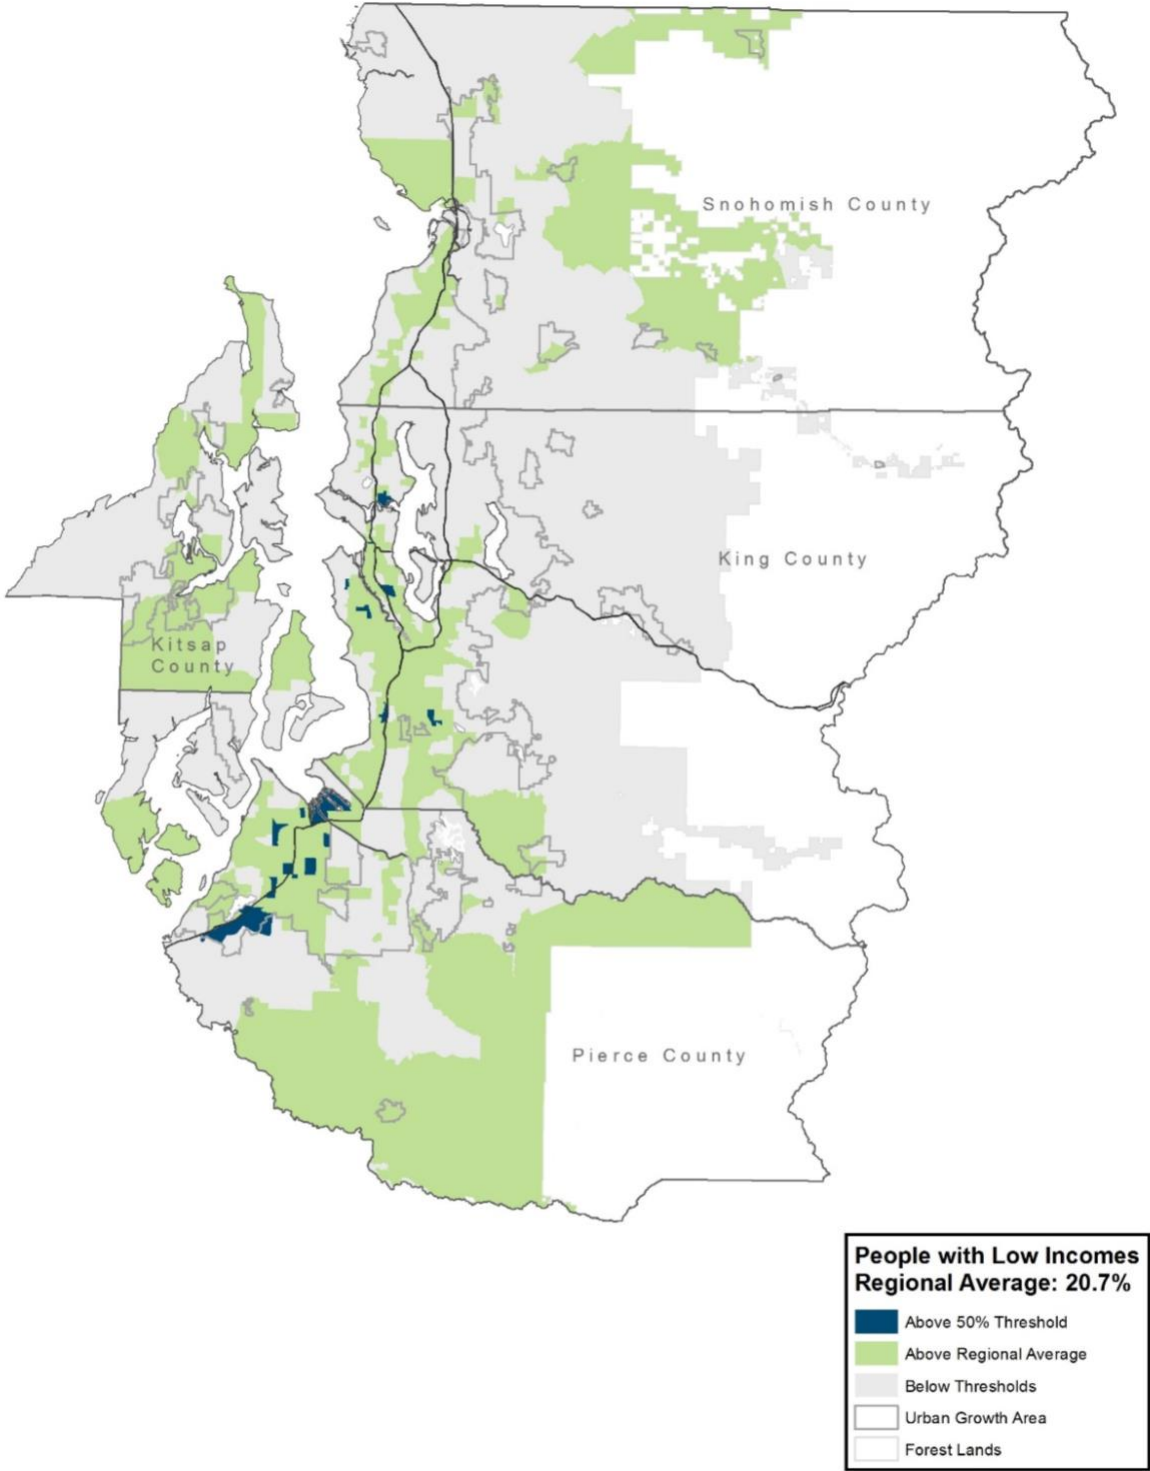 Snohomish County
King County
Kitsap
County
Pierce County
People with Low Incomes
Regional Average: 20.7%
Above 50% Threshold
Above Regional Average
Below Thresholds
Urban Growth Area
Forest Lands